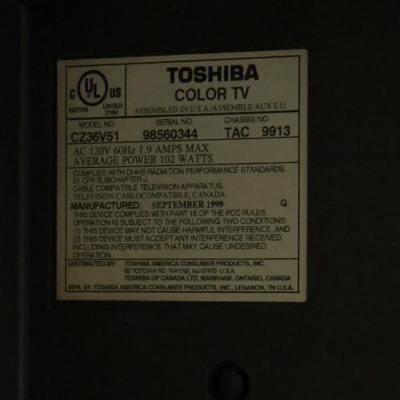 TOSHIBA
COLOR TV
ASSEMBLED IN U.S.A./ASSEMBLE AUX E.U.
C UL US
LISTED
MODEL NO. SERIAL NO. CHASSIS NO.
CZ36V51 98560344 TAC 9913
AC 120V 60Hz 1.9 AMPS MAX
AVERAGE POWER 102 WATTS
COMPLIES WITH DHHS RADIATION PERFORMANCE STANDARDS,
21 CFR SUBCHAPTER J.
CABLE COMPATIBLE TELEVISION APPARATUS.
TELEVISION CABLOCOMPATIBLE, CANADA.
MANUFACTURED: SEPTEMBER 1999 G
THIS DEVICE COMPLIES WITH PART 15 OF THE FCC RULES.
OPERATION IS SUBJECT TO THE FOLLOWING TWO CONDITIONS:
(1) THIS DEVICE MAY NOT CAUSE HARMFUL INTERFERENCE, AND
(2) THIS DEVICE MUST ACCEPT ANY INTERFERENCE RECEIVED,
INCLUDING INTERFERENCE THAT MAY CAUSE UNDESIRED
OPERATION.
DISTRIBUTED BY: TOSHIBA AMERICA CONSUMER PRODUCTS, INC.
82 TOTOWA RD. WAYNE, NJ 07470 U.S.A.
TOSHIBA OF CANADA LTD. MARKHAM, ONTARIO, CANADA
MFG. BY: TOSHIBA AMERICA CONSUMER PRODUCTS, INC., LEBANON, TN U.S.A.